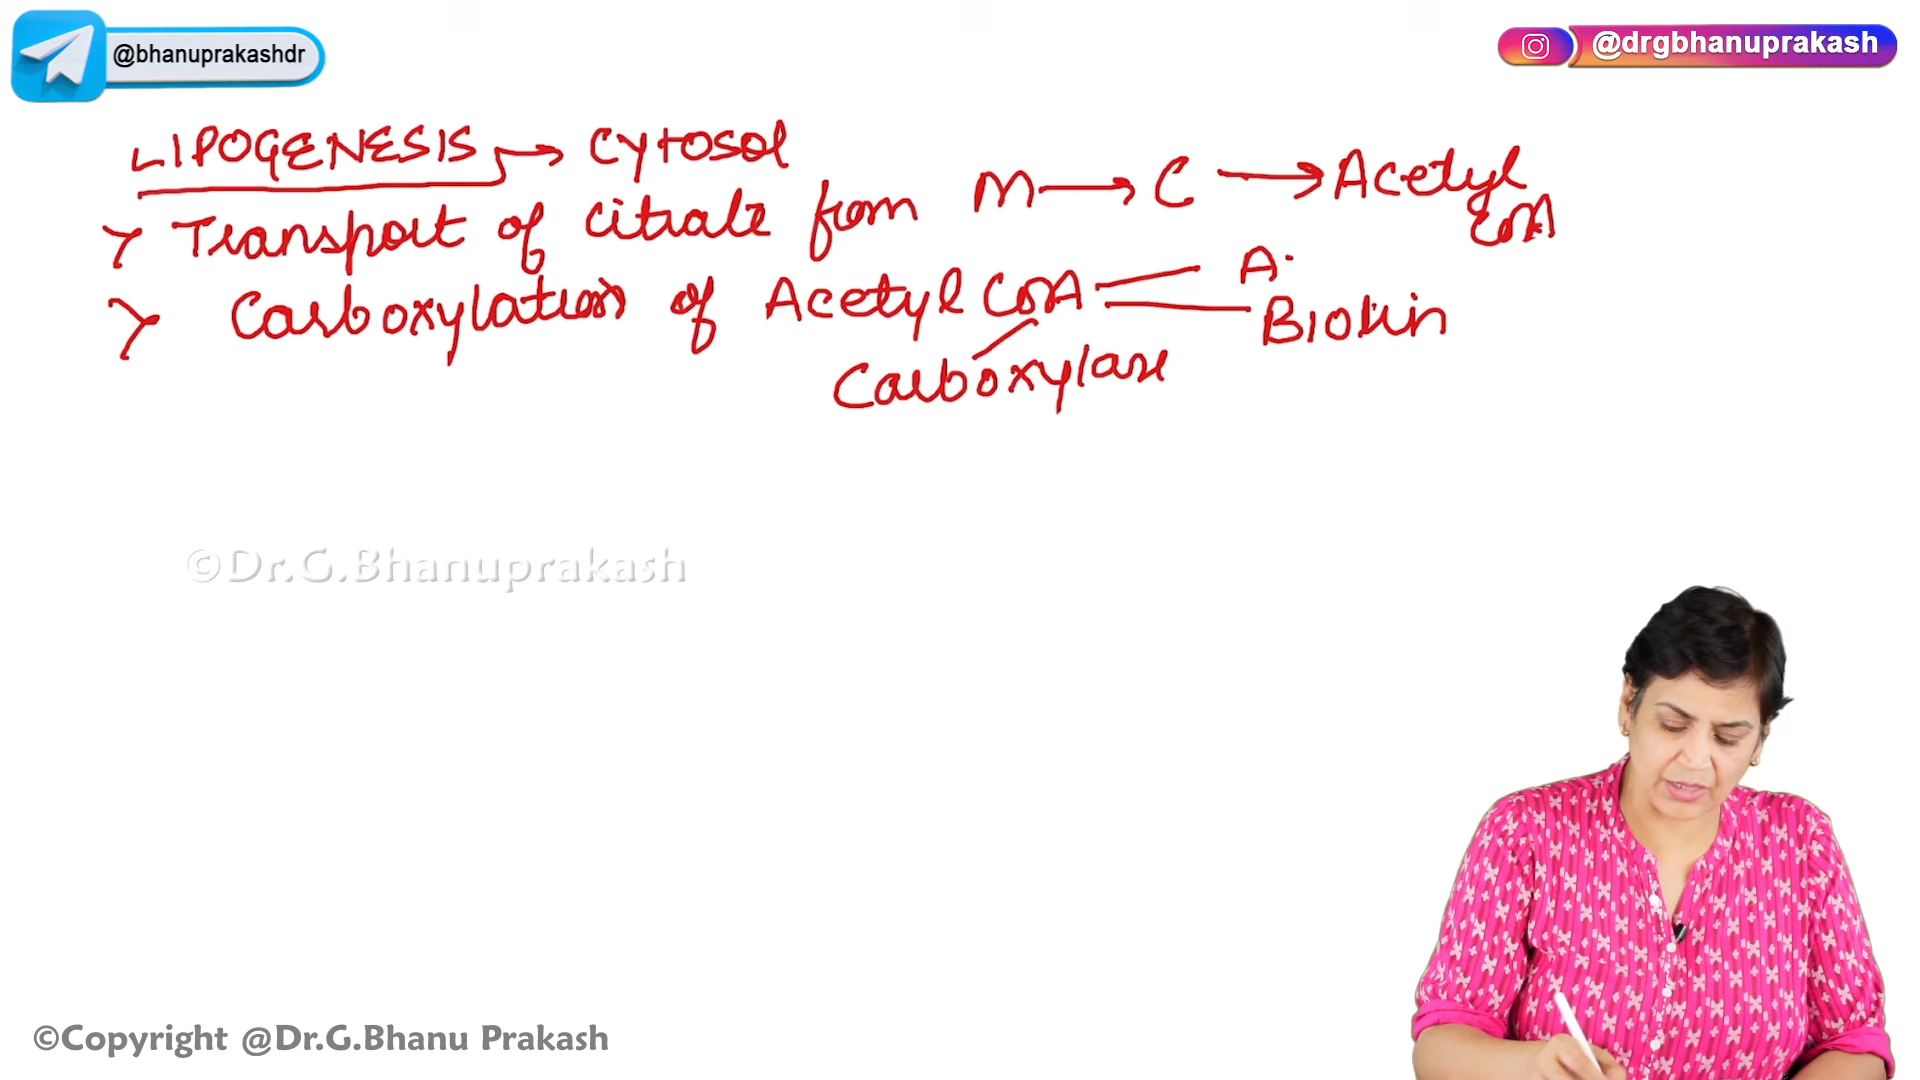 @bhanuprakashdr
@drgbhanuprakash
LIPOGENESIS → Cytosol
Transport of citrate from M → C → Acetyl CoA
Carboxylation of Acetyl CoA A.
Biotin
Carboxylase
©Dr.G.Bhanuprakash
©Copyright @Dr.G.Bhanu Prakash